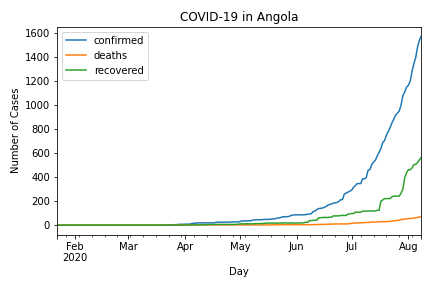 COVID-19 in Angola
confirmed
deaths
recovered
Number of Cases
1600
1400
1200
1000
800
600
400
200
0
Feb Mar Apr May Jun Jul Aug
2020
Day